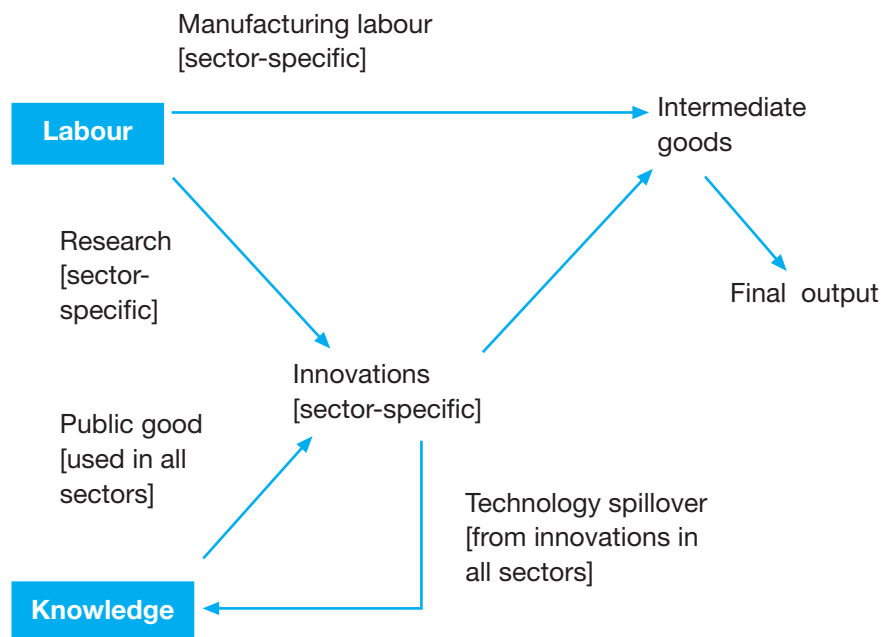 Manufacturing labour
[sector-specific]
Labour
Intermediate
goods
Research
[sector-
specific]
Final output
Innovations
[sector-specific]
Public good
[used in all
sectors]
Technology spillover
[from innovations in
all sectors]
Knowledge